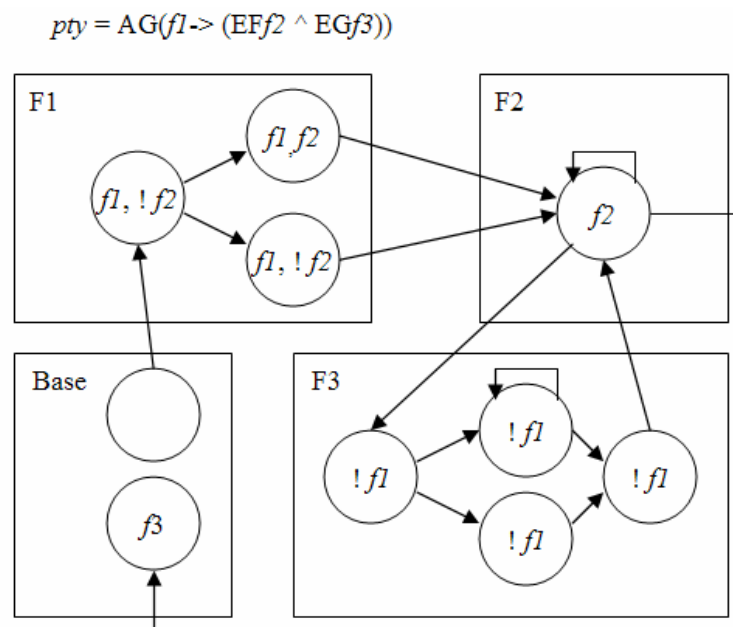 pty = AG(f1-> (EFf2 ^ EGf3))
F1
f1,f2
f1, ! f2
f1, ! f2
F2
f2
Base
f3
F3
! f1
! f1
! f1
! f1